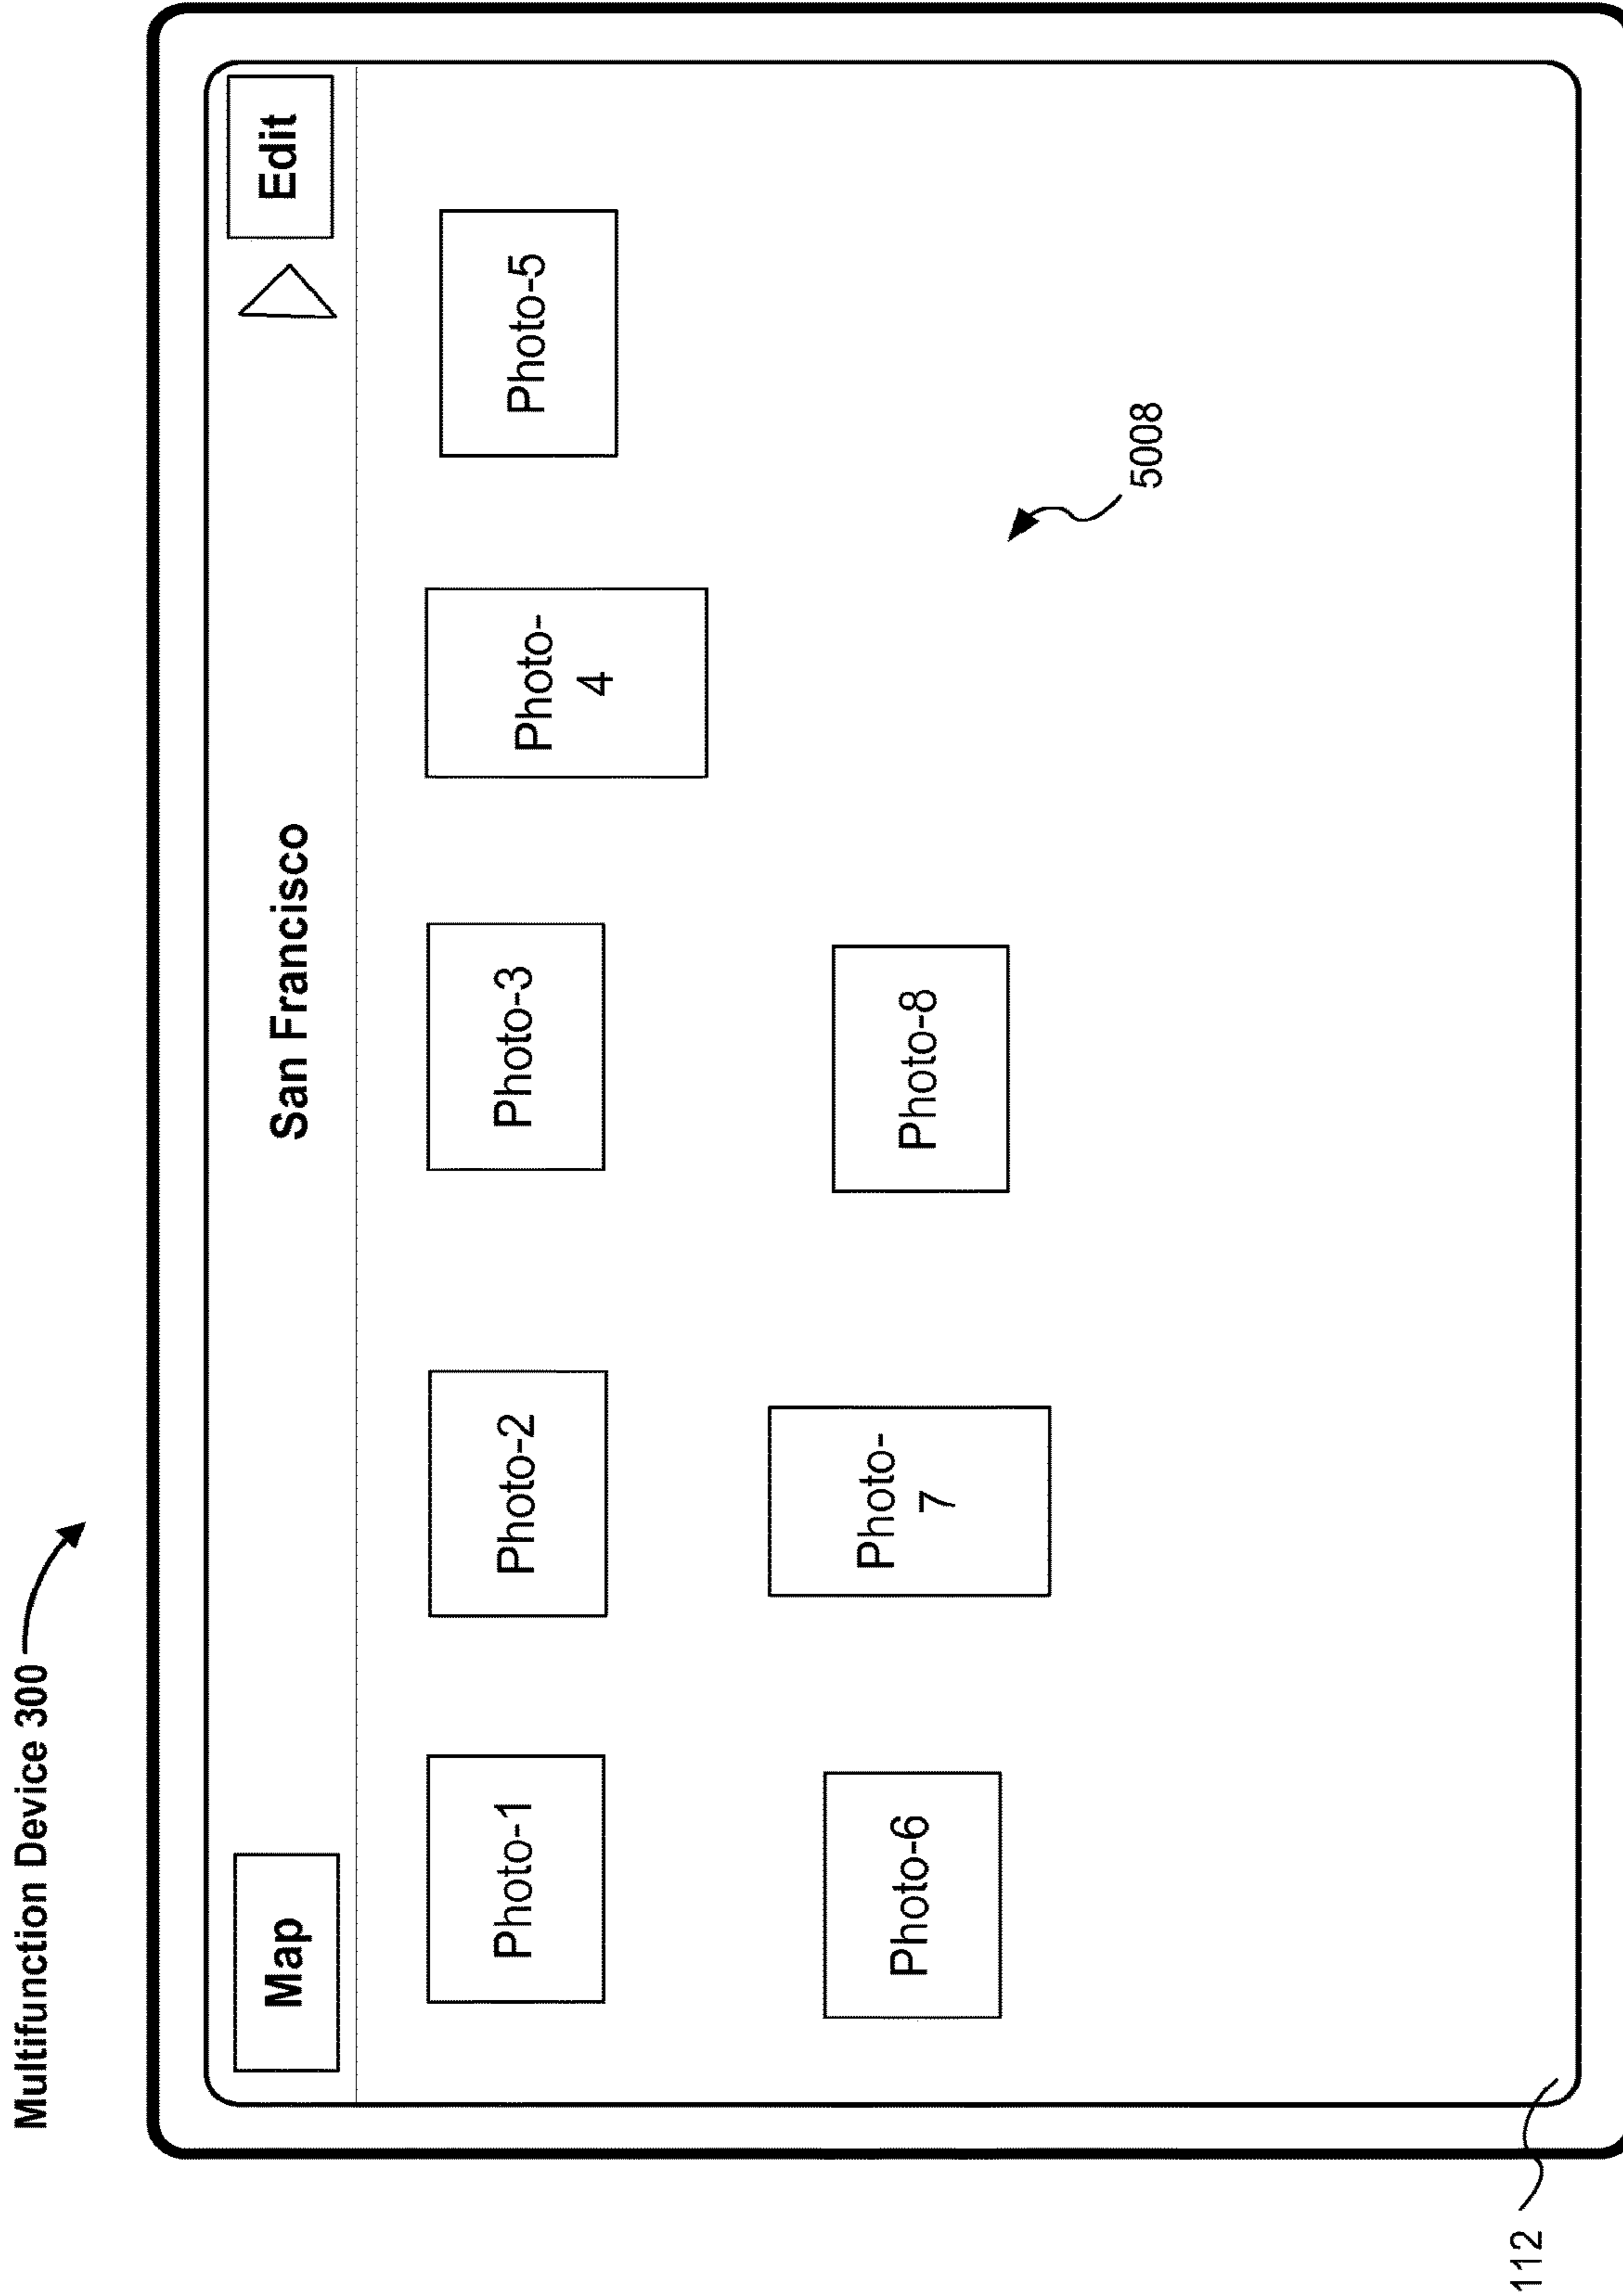 Multifunction Device 300
Map
San Francisco
Edit
Photo-1
Photo-2
Photo-3
Photo-
4
Photo-5
Photo-6
Photo-
7
Photo-8
5008
112